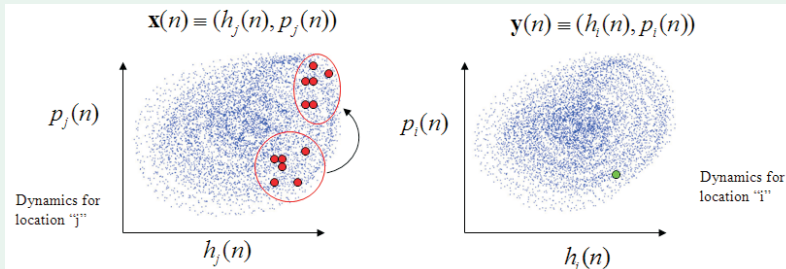 x(n) ≡ (h_j(n), p_j(n))
y(n) ≡ (h_i(n), p_i(n))
p_j(n)
p_i(n)
Dynamics for
location “j”
Dynamics for
location “i”
h_j(n)
h_i(n)